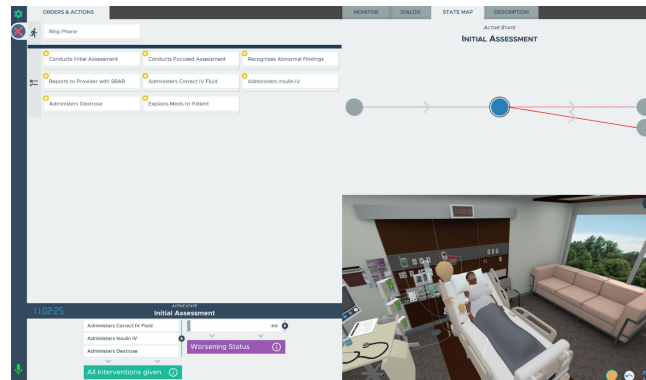 ORDERS & ACTIONS
MONITOR
DIALOG
STATE MAP
DESCRIPTION
Ring Phone
Conducts Initial Assessment
Conducts Focused Assessment
Recognizes Abnormal Findings
Reports to Provider with SBAR
Administers Correct IV Fluid
Administers Insulin IV
Administers Dextrose
Explains Meds to Patient
ACTIVE STATE
INITIAL ASSESSMENT
11:02:25
ACTIVE STATE
Initial Assessment
Administers Correct IV Fluid
Administers Insulin IV
Administers Dextrose
All interventions given
Worsening Status